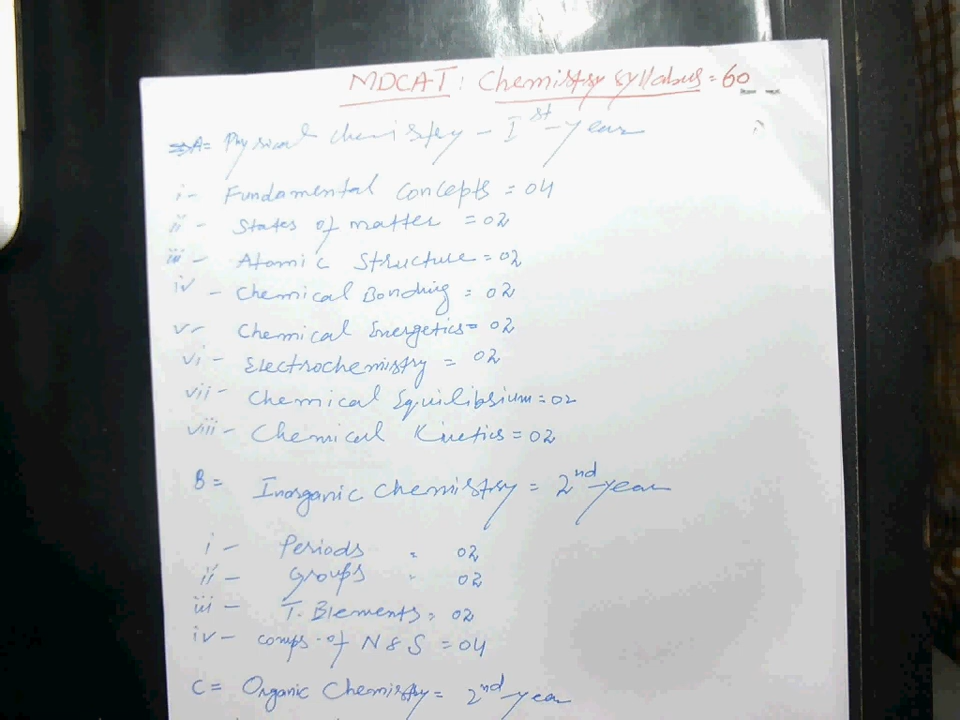 MDCAT: Chemistry syllabus = 60
A= Physical chemistry - I st - year
i- Fundamental concepts = 04
ii - States of matter = 02
iii - Atomic Structure = 02
iv - Chemical Bonding = 02
v- Chemical Energetics= 02
vi - Electrochemistry = 02
vii - Chemical Equilibrium = 02
viii - Chemical Kinetics = 02
B = Inorganic chemistry = 2nd year
i - Periods = 02
ii - groups = 02
iii - T. Elements = 02
iv - comps. of N & S = 04
C = Organic Chemistry = 2nd year